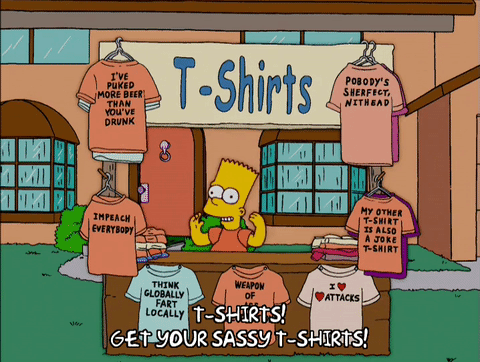 T-Shirts
I'VE
PUKED
MORE BEER
THAN
YOU'VE
DRUNK
POBODY'S
SHERFECT,
NITHEAD
IMPEACH
EVERYBODY
MY OTHER
T-SHIRT
IS ALSO
A JOKE
T-SHIRT
THINK
GLOBALLY
FART
LOCALLY
WEAPON
OF
I ♥
♥ ATTACKS
T-SHIRTS!
GET YOUR SASSY T-SHIRTS!